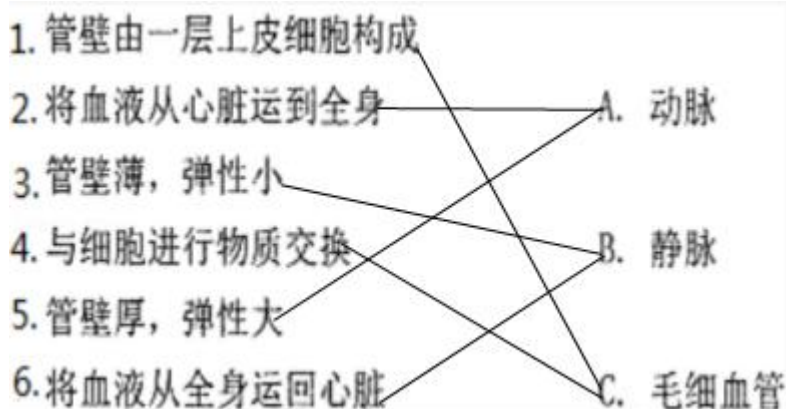 1. 管壁由一层上皮细胞构成
2. 将血液从心脏运到全身 A. 动脉
3. 管壁薄，弹性小
4. 与细胞进行物质交换 B. 静脉
5. 管壁厚，弹性大
6. 将血液从全身运回心脏 C. 毛细血管